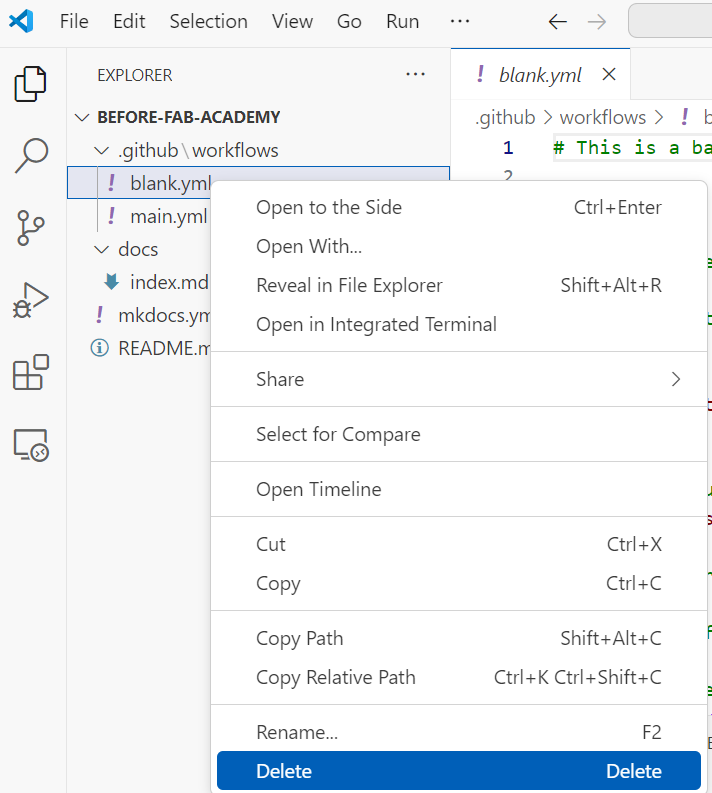 File Edit Selection View Go Run ···
EXPLORER ···
BEFORE-FAB-ACADEMY
.github\workflows
! blank.yml
! main.yml
docs
index.md
! mkdocs.ym
README.m
! blank.yml
.github > workflows > ! b
1 # This is a ba
2
Open to the Side Ctrl+Enter
Open With...
Reveal in File Explorer Shift+Alt+R
Open in Integrated Terminal
Share
Select for Compare
Open Timeline
Cut Ctrl+X
Copy Ctrl+C
Copy Path Shift+Alt+C
Copy Relative Path Ctrl+K Ctrl+Shift+C
Rename... F2
Delete Delete